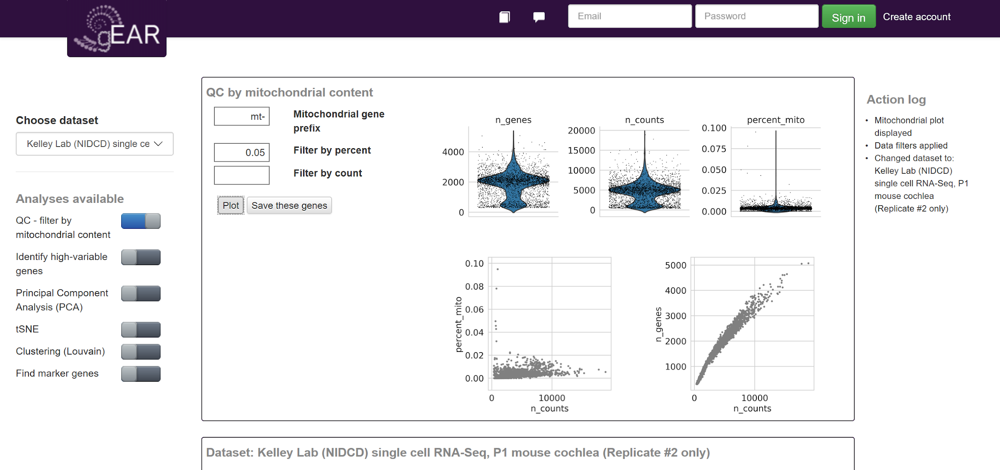 gEAR
Email
Password
Sign in
Create account
Choose dataset
Kelley Lab (NIDCD) single ce
Analyses available
QC - filter by
mitochondrial content
Identify high-variable
genes
Principal Component
Analysis (PCA)
tSNE
Clustering (Louvain)
Find marker genes
QC by mitochondrial content
mt-
Mitochondrial gene
prefix
0.05
Filter by percent
Filter by count
Plot
Save these genes
n_genes
4000
2000
0
n_counts
20000
15000
10000
5000
0
percent_mito
0.100
0.075
0.050
0.025
0.000
percent_mito
0.10
0.08
0.06
0.04
0.02
0.00
0
10000
n_counts
n_genes
5000
4000
3000
2000
1000
0
10000
n_counts
Action log
• Mitochondrial plot
displayed
• Data filters applied
• Changed dataset to:
Kelley Lab (NIDCD)
single cell RNA-Seq, P1
mouse cochlea
(Replicate #2 only)
Dataset: Kelley Lab (NIDCD) single cell RNA-Seq, P1 mouse cochlea (Replicate #2 only)